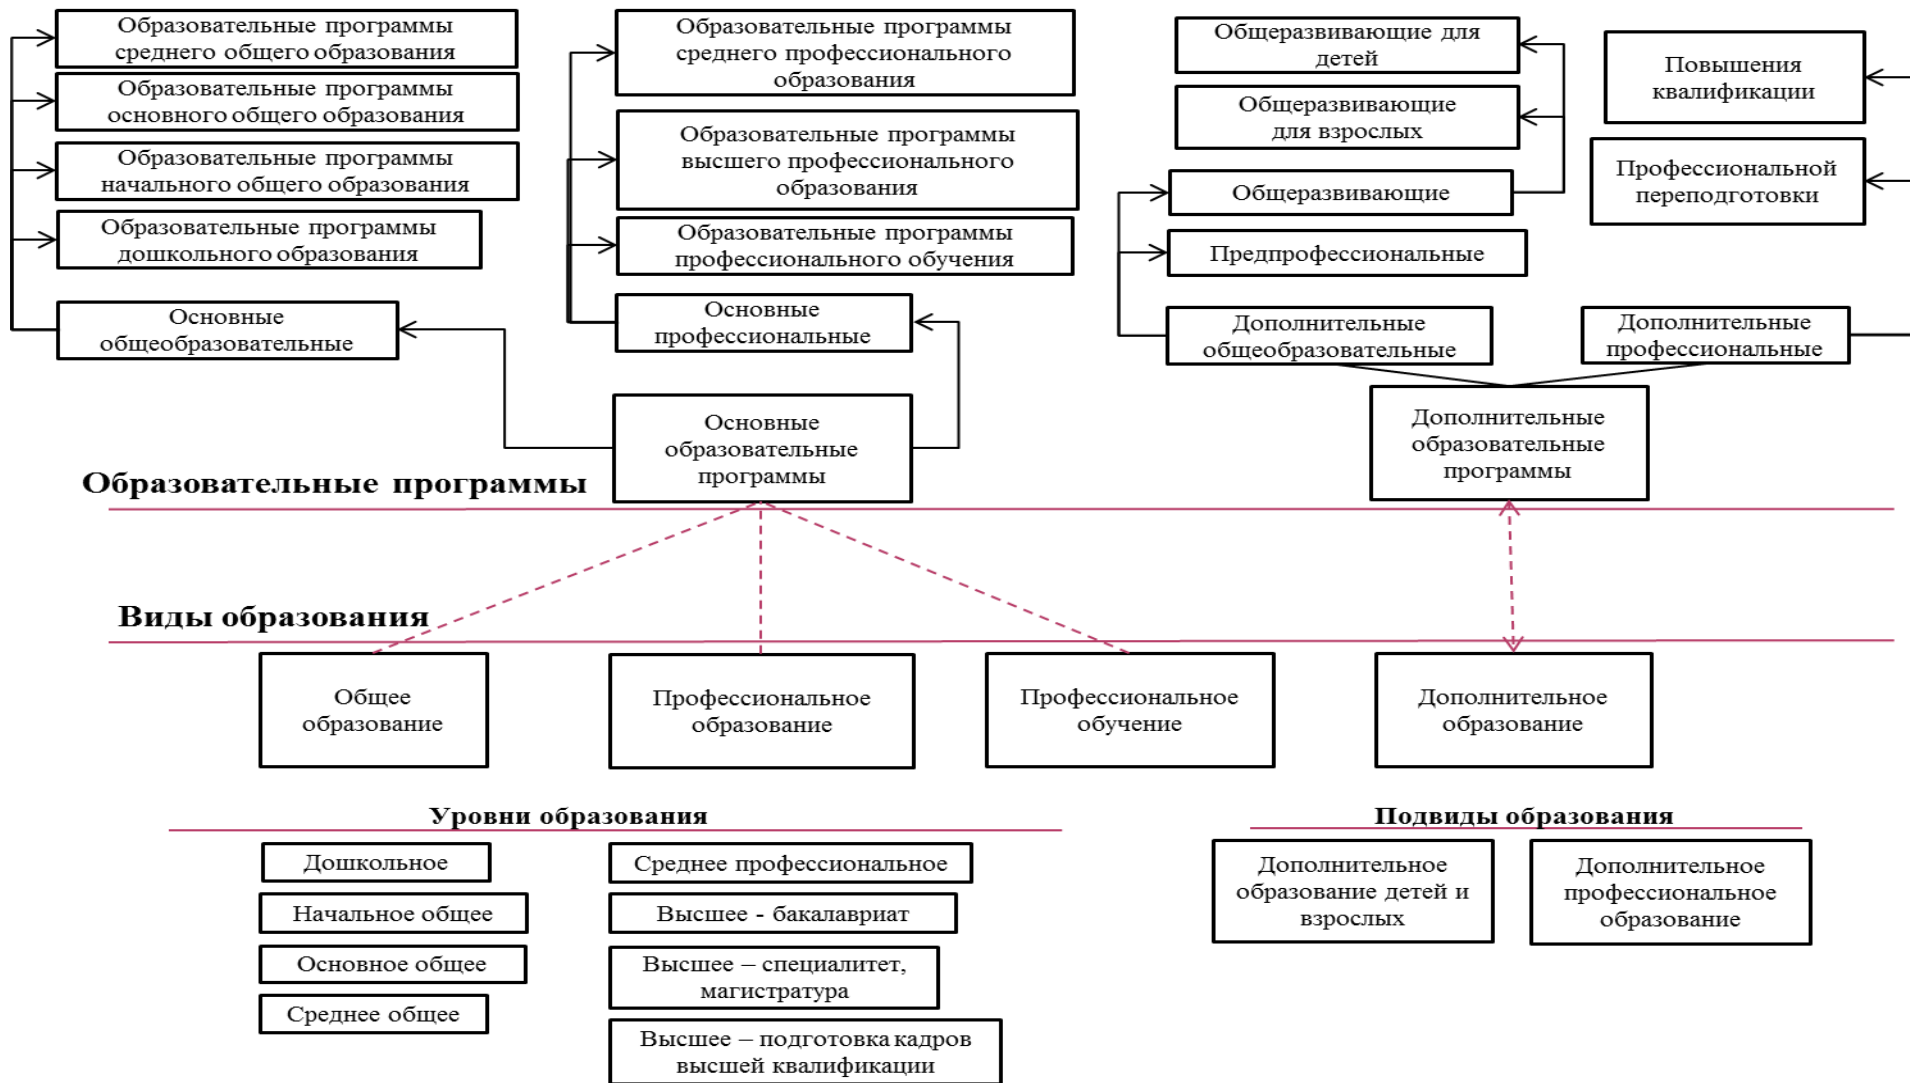 Образовательные программы
среднего общего образования
Образовательные программы
основного общего образования
Образовательные программы
начального общего образования
Образовательные программы
дошкольного образования
Основные
общеобразовательные
Образовательные программы
среднего профессионального
образования
Образовательные программы
высшего профессионального
образования
Образовательные программы
профессионального обучения
Основные
профессиональные
Основные
образовательные
программы
Общеразвивающие для
детей
Общеразвивающие
для взрослых
Общеразвивающие
Предпрофессиональные
Дополнительные
общеобразовательные
Повышения
квалификации
Профессиональной
переподготовки
Дополнительные
профессиональные
Дополнительные
образовательные
программы
Образовательные программы
Виды образования
Общее
образование
Профессиональное
образование
Профессиональное
обучение
Дополнительное
образование
Уровни образования
Дошкольное
Начальное общее
Основное общее
Среднее общее
Среднее профессиональное
Высшее - бакалавриат
Высшее – специалитет,
магистратура
Высшее – подготовка кадров
высшей квалификации
Подвиды образования
Дополнительное
образование детей и
взрослых
Дополнительное
профессиональное
образование